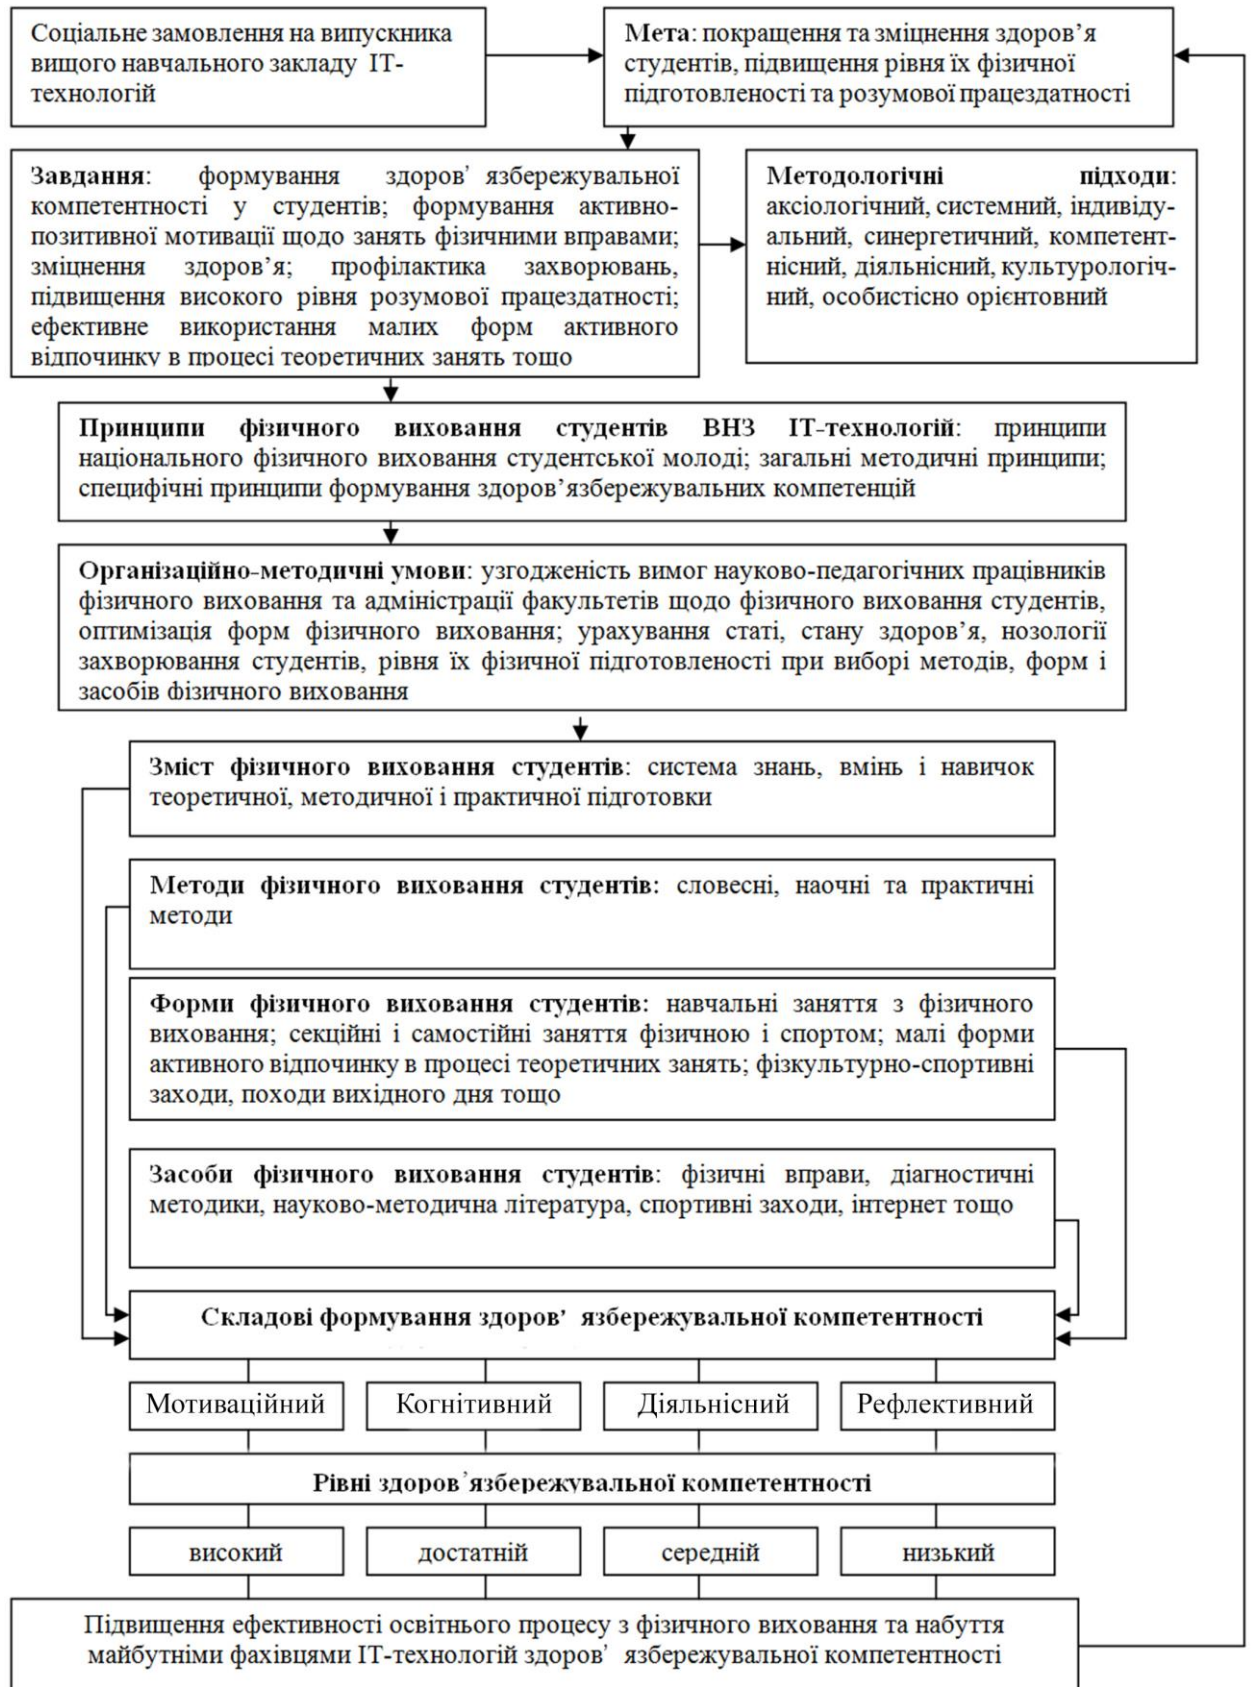 Соціальне замовлення на випускника
вищого навчального закладу ІТ-
технологій
Мета: покращення та зміцнення здоров’я
студентів, підвищення рівня їх фізичної
підготовленості та розумової працездатності
Завдання: формування здоров’ язбережувальної
компетентності у студентів; формування активно-
позитивної мотивації щодо занять фізичними вправами;
зміцнення здоров’я; профілактика захворювань,
підвищення високого рівня розумової працездатності;
ефективне використання малих форм активного
відпочинку в процесі теоретичних занять тощо
Методологічні підходи:
аксіологічний, системний, індивіду-
альний, синергетичний, компетент-
нісний, діяльнісний, культурологіч-
ний, особистісно орієнтовний
Принципи фізичного виховання студентів ВНЗ ІТ-технологій: принципи
національного фізичного виховання студентської молоді; загальні методичні принципи;
специфічні принципи формування здоров’язбережувальних компетенцій
Організаційно-методичні умови: узгодженість вимог науково-педагогічних працівників
фізичного виховання та адміністрації факультетів щодо фізичного виховання студентів,
оптимізація форм фізичного виховання; урахування статі, стану здоров’я, нозології
захворювання студентів, рівня їх фізичної підготовленості при виборі методів, форм і
засобів фізичного виховання
Зміст фізичного виховання студентів: система знань, вмінь і навичок
теоретичної, методичної і практичної підготовки
Методи фізичного виховання студентів: словесні, наочні та практичні
методи
Форми фізичного виховання студентів: навчальні заняття з фізичного
виховання; секційні і самостійні заняття фізичною і спортом; малі форми
активного відпочинку в процесі теоретичних занять; фізкультурно-спортивні
заходи, походи вихідного дня тощо
Засоби фізичного виховання студентів: фізичні вправи, діагностичні
методики, науково-методична література, спортивні заходи, інтернет тощо
Складові формування здоров’ язбережувальної компетентності
Мотиваційний Когнітивний Діяльнісний Рефлективний
Рівні здоров’язбережувальної компетентності
високий достатній середній низький
Підвищення ефективності освітнього процесу з фізичного виховання та набуття
майбутніми фахівцями ІТ-технологій здоров’ язбережувальної компетентності